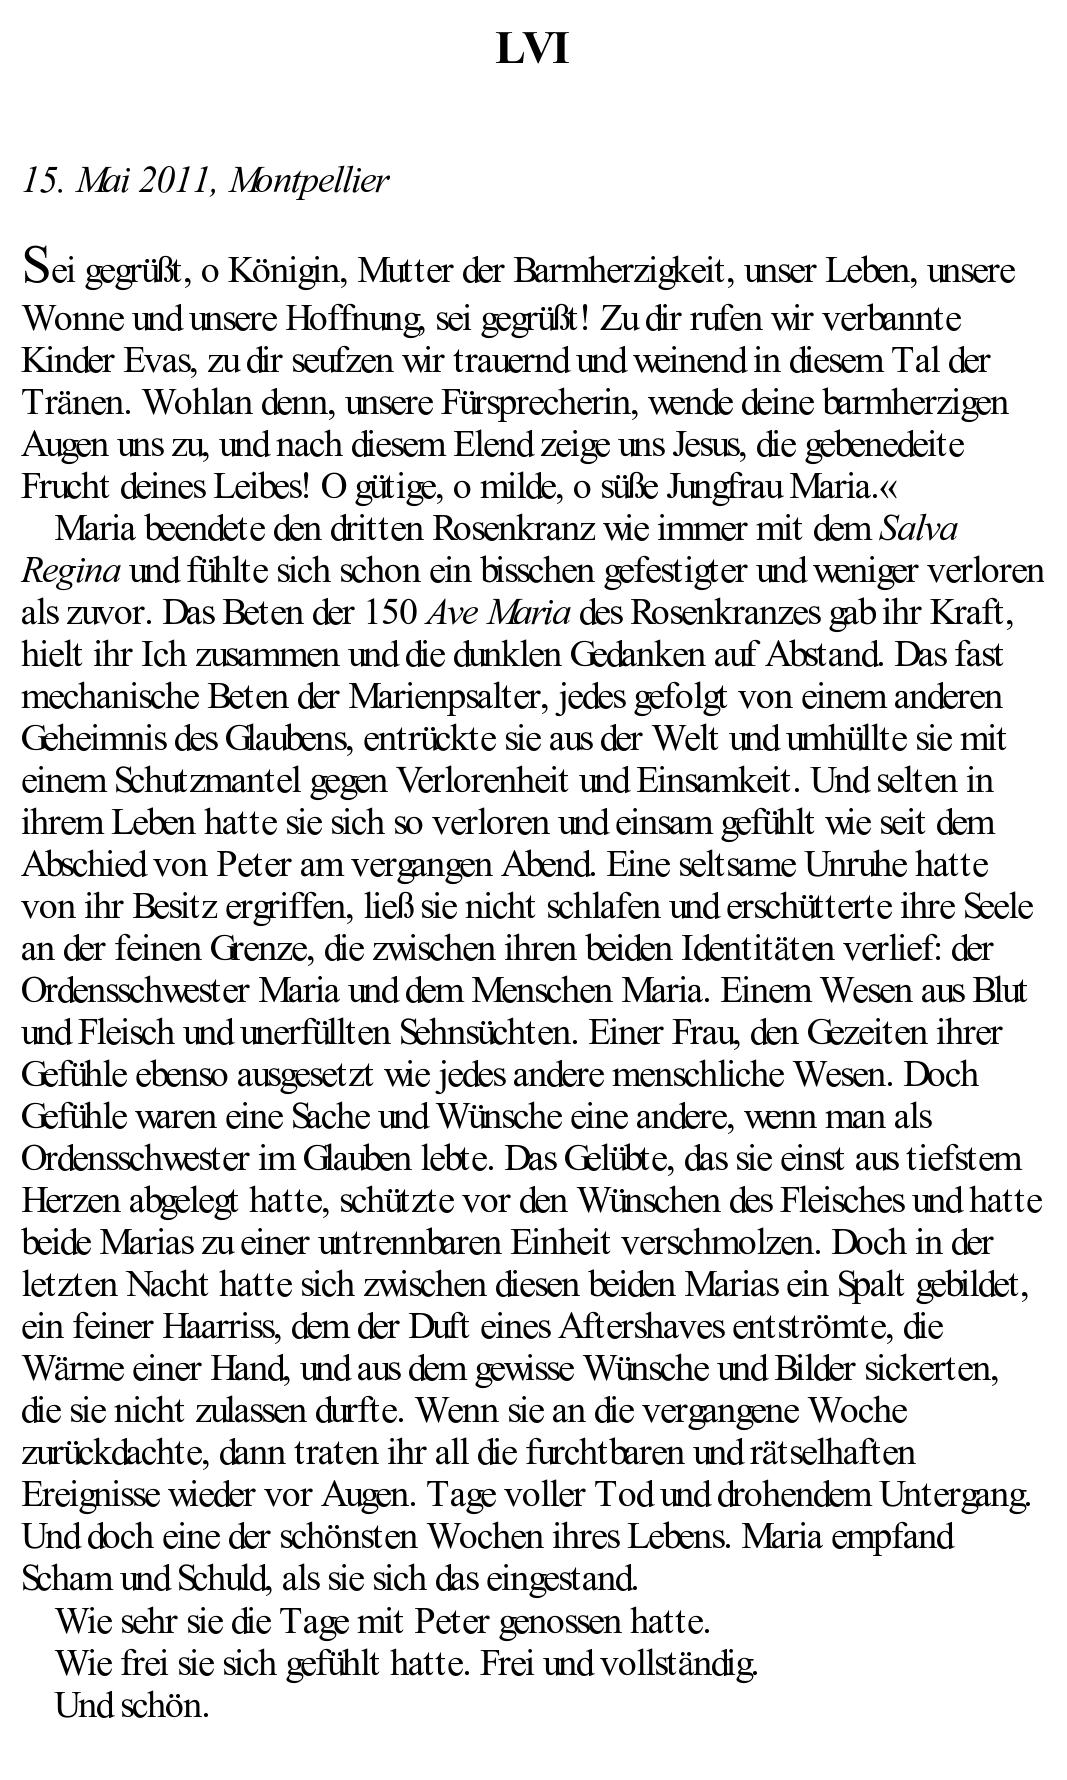 LVI
15. Mai 2011, Montpellier
Sei gegrüßt, o Königin, Mutter der Barmherzigkeit, unser Leben, unsere
Wonne und unsere Hoffnung, sei gegrüßt! Zu dir rufen wir verbannte
Kinder Evas, zu dir seufzen wir trauernd und weinend in diesem Tal der
Tränen. Wohlan denn, unsere Fürsprecherin, wende deine barmherzigen
Augen uns zu, und nach diesem Elend zeige uns Jesus, die gebenedeite
Frucht deines Leibes! O gütige, o milde, o süße Jungfrau Maria.«
Maria beendete den dritten Rosenkranz wie immer mit dem Salva
Regina und fühlte sich schon ein bisschen gefestigter und weniger verloren
als zuvor. Das Beten der 150 Ave Maria des Rosenkranzes gab ihr Kraft,
hielt ihr Ich zusammen und die dunklen Gedanken auf Abstand. Das fast
mechanische Beten der Marienpsalter, jedes gefolgt von einem anderen
Geheimnis des Glaubens, entrückte sie aus der Welt und umhüllte sie mit
einem Schutzmantel gegen Verlorenheit und Einsamkeit. Und selten in
ihrem Leben hatte sie sich so verloren und einsam gefühlt wie seit dem
Abschied von Peter am vergangen Abend. Eine seltsame Unruhe hatte
von ihr Besitz ergriffen, ließ sie nicht schlafen und erschütterte ihre Seele
an der feinen Grenze, die zwischen ihren beiden Identitäten verlief: der
Ordensschwester Maria und dem Menschen Maria. Einem Wesen aus Blut
und Fleisch und unerfüllten Sehnsüchten. Einer Frau, den Gezeiten ihrer
Gefühle ebenso ausgesetzt wie jedes andere menschliche Wesen. Doch
Gefühle waren eine Sache und Wünsche eine andere, wenn man als
Ordensschwester im Glauben lebte. Das Gelübte, das sie einst aus tiefstem
Herzen abgelegt hatte, schützte vor den Wünschen des Fleisches und hatte
beide Marias zu einer untrennbaren Einheit verschmolzen. Doch in der
letzten Nacht hatte sich zwischen diesen beiden Marias ein Spalt gebildet,
ein feiner Haarriss, dem der Duft eines Aftershaves entströmte, die
Wärme einer Hand, und aus dem gewisse Wünsche und Bilder sickerten,
die sie nicht zulassen durfte. Wenn sie an die vergangene Woche
zurückdachte, dann traten ihr all die furchtbaren und rätselhaften
Ereignisse wieder vor Augen. Tage voller Tod und drohendem Untergang.
Und doch eine der schönsten Wochen ihres Lebens. Maria empfand
Scham und Schuld, als sie sich das eingestand.
Wie sehr sie die Tage mit Peter genossen hatte.
Wie frei sie sich gefühlt hatte. Frei und vollständig.
Und schön.